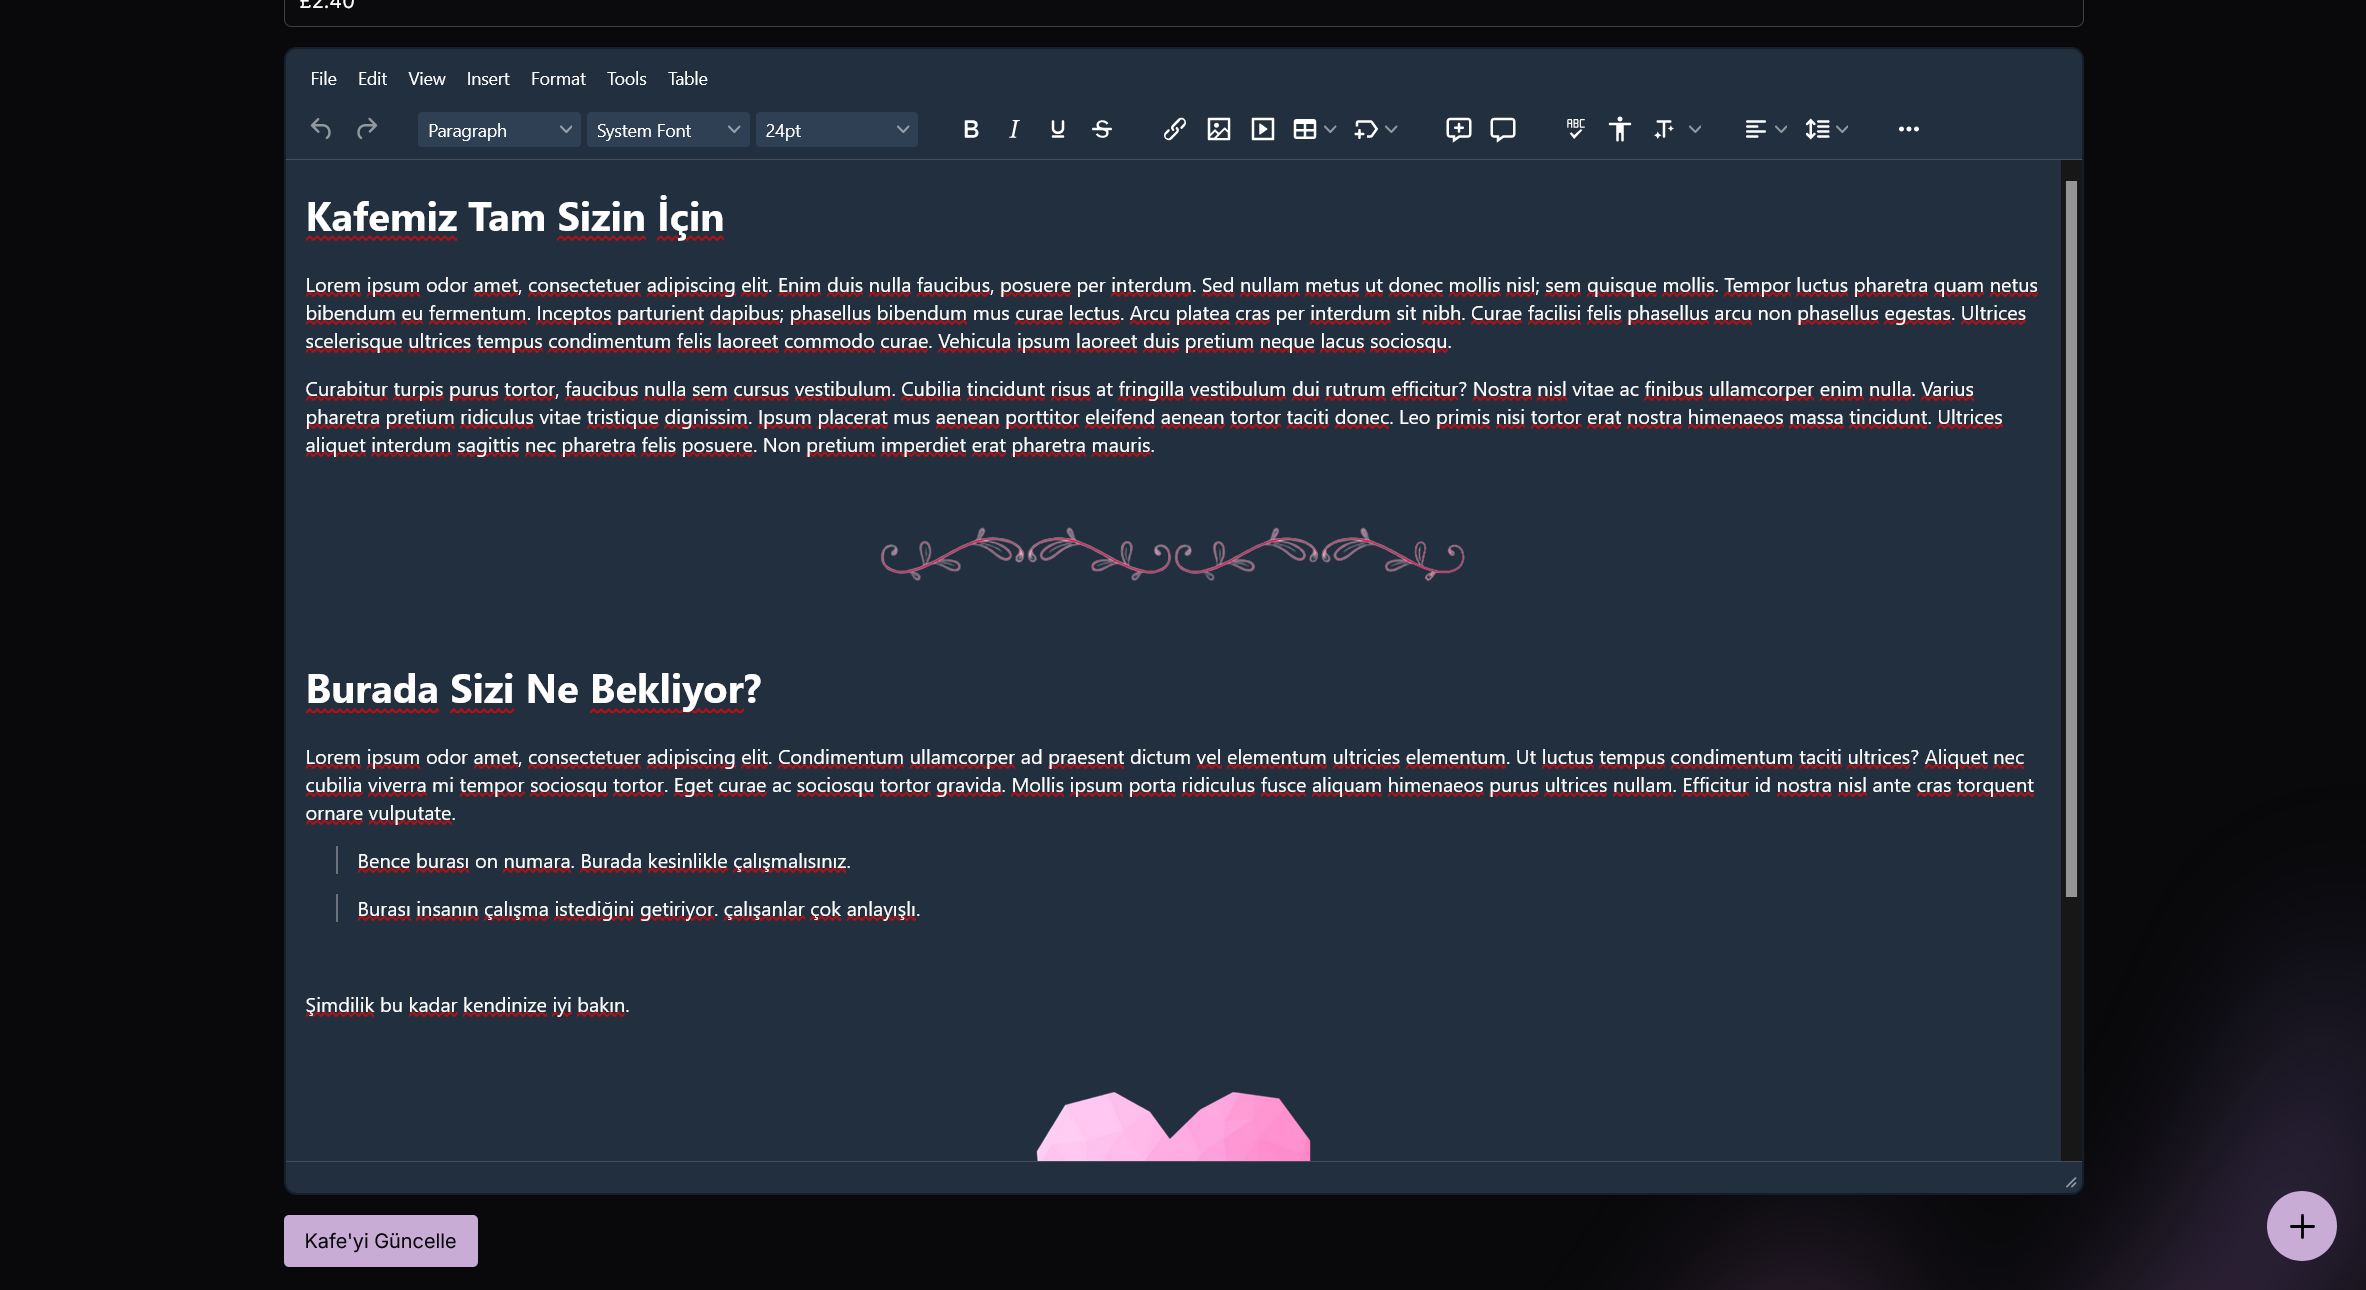 £2.40
File Edit View Insert Format Tools Table
Paragraph System Font 24pt B I U S ABC
Kafemiz Tam Sizin İçin
Lorem ipsum odor amet, consectetuer adipiscing elit. Enim duis nulla faucibus, posuere per interdum. Sed nullam metus ut donec mollis nisl; sem quisque mollis. Tempor luctus pharetra quam netus
bibendum eu fermentum. Inceptos parturient dapibus; phasellus bibendum mus curae lectus. Arcu platea cras per interdum sit nibh. Curae facilisi felis phasellus arcu non phasellus egestas. Ultrices
scelerisque ultrices tempus condimentum felis laoreet commodo curae. Vehicula ipsum laoreet duis pretium neque lacus sociosqu.
Curabitur turpis purus tortor, faucibus nulla sem cursus vestibulum. Cubilia tincidunt risus at fringilla vestibulum dui rutrum efficitur? Nostra nisl vitae ac finibus ullamcorper enim nulla. Varius
pharetra pretium ridiculus vitae tristique dignissim. Ipsum placerat mus aenean porttitor eleifend aenean tortor taciti donec. Leo primis nisi tortor erat nostra himenaeos massa tincidunt. Ultrices
aliquet interdum sagittis nec pharetra felis posuere. Non pretium imperdiet erat pharetra mauris.
Burada Sizi Ne Bekliyor?
Lorem ipsum odor amet, consectetuer adipiscing elit. Condimentum ullamcorper ad praesent dictum vel elementum ultricies elementum. Ut luctus tempus condimentum taciti ultrices? Aliquet nec
cubilia viverra mi tempor sociosqu tortor. Eget curae ac sociosqu tortor gravida. Mollis ipsum porta ridiculus fusce aliquam himenaeos purus ultrices nullam. Efficitur id nostra nisl ante cras torquent
ornare vulputate.
Bence burası on numara. Burada kesinlikle çalışmalısınız.
Burası insanın çalışma istediğini getiriyor. çalışanlar çok anlayışlı.
Şimdilik bu kadar kendinize iyi bakın.
Kafe'yi Güncelle